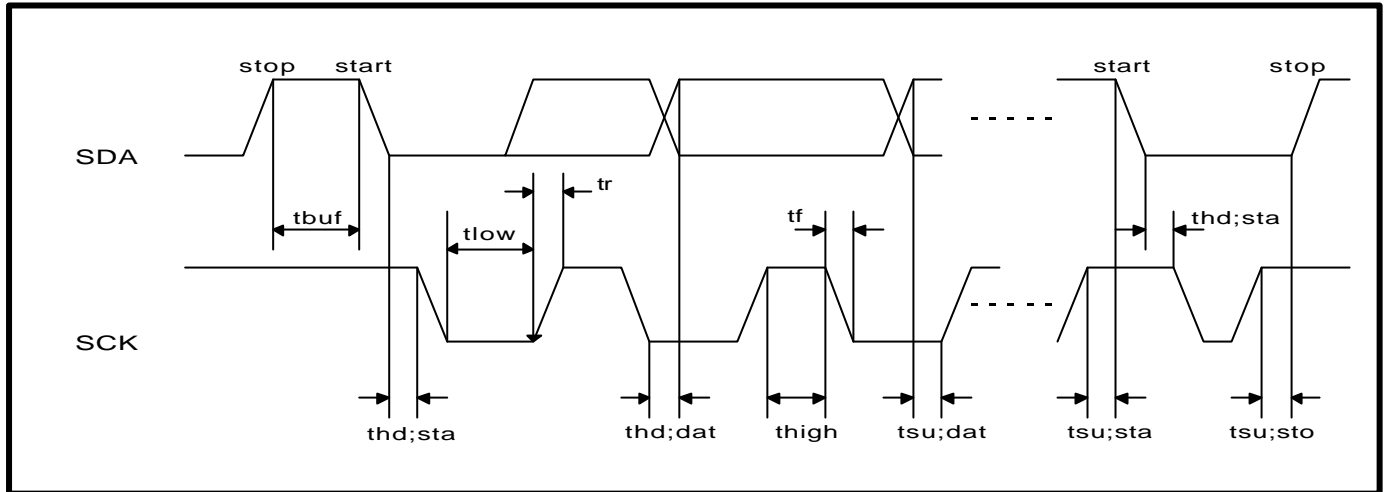 stop start start stop
SDA
tr
tbuf tlow tf thd;sta
SCK
thd;sta thd;dat thigh tsu;dat tsu;sta tsu;sto